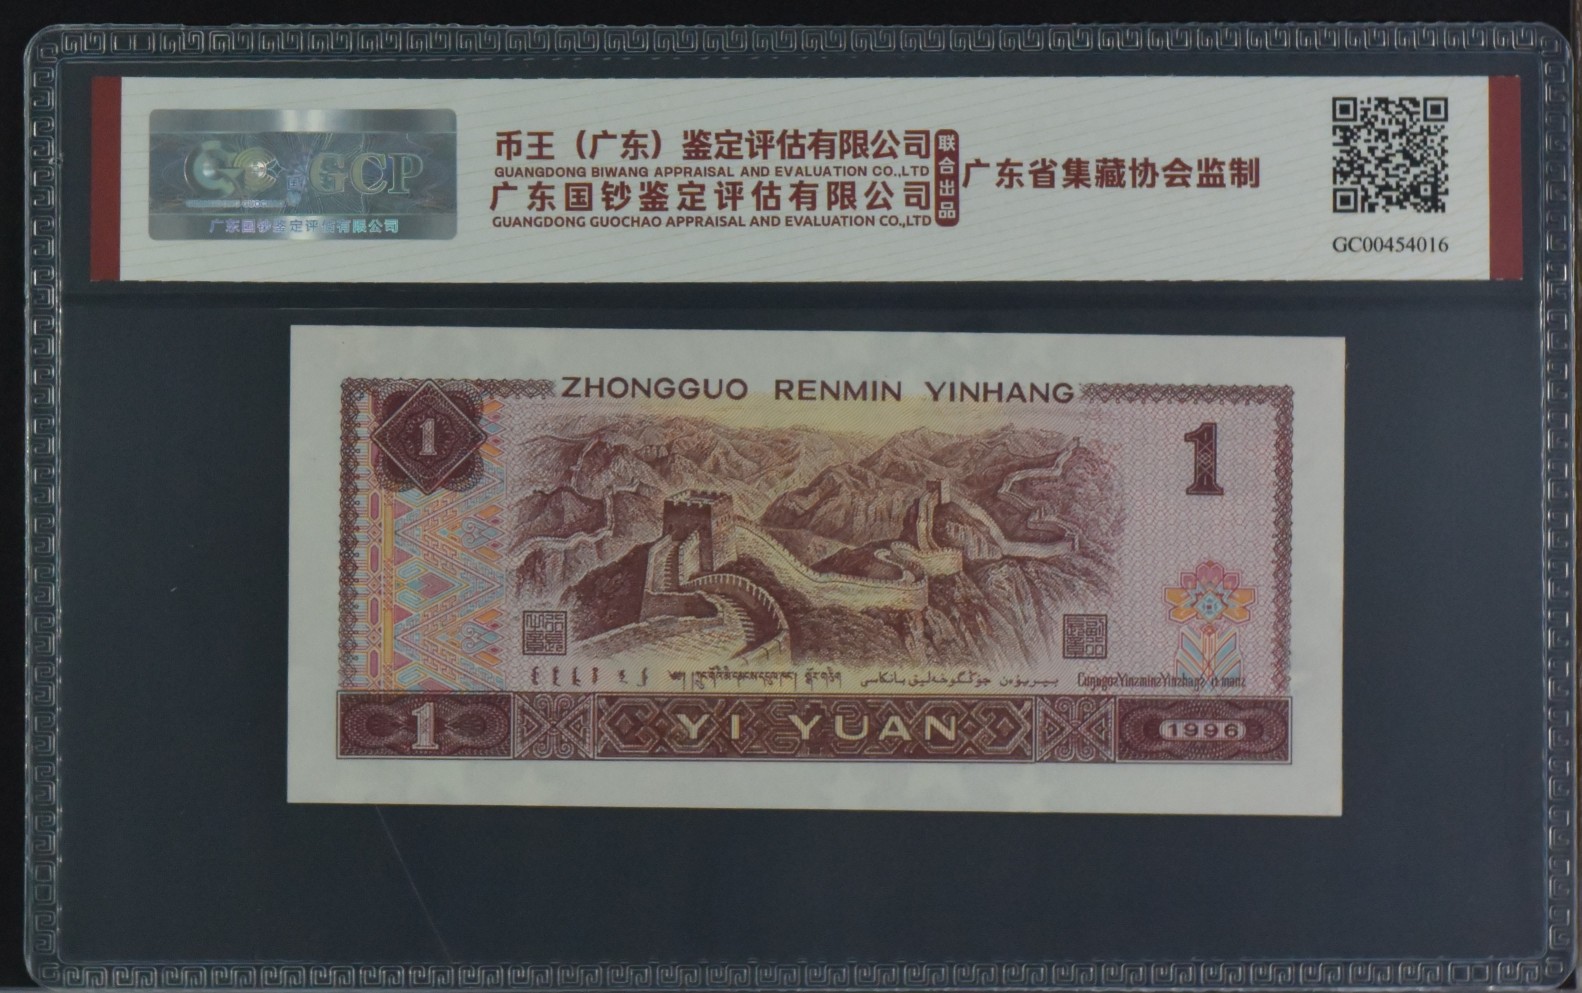 GCP
广东国钞鉴定评估有限公司
币王（广东）鉴定评估有限公司
GUANGDONG BIWANG APPRAISAL AND EVALUATION CO.,LTD
广东国钞鉴定评估有限公司
GUANGDONG GUOCHAO APPRAISAL AND EVALUATION CO.,LTD
联合出品
广东省集藏协会监制
GC00454016
ZHONGGUO RENMIN YINHANG
1
1
1
YI YUAN
1996